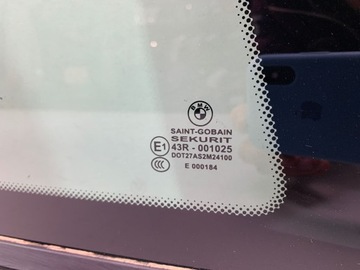 BMW
SAINT-GOBAIN
SEKURIT
E1 43R - 001025
DOT27AS2M24100
CCC
E 000184